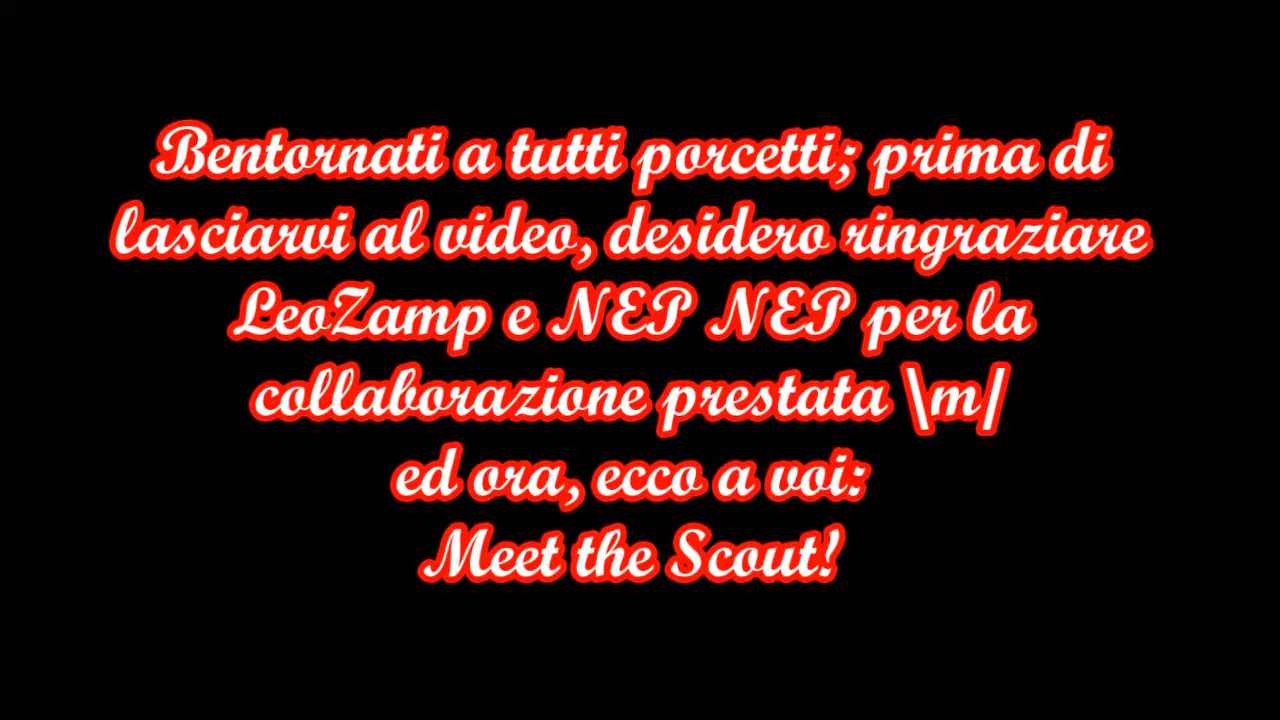 Bentornati a tutti porcetti; prima di
lasciarvi al video, desidero ringraziare
LeoZamp e NEP NEP per la
collaborazione prestata \m/
ed ora, ecco a voi:
Meet the Scout!